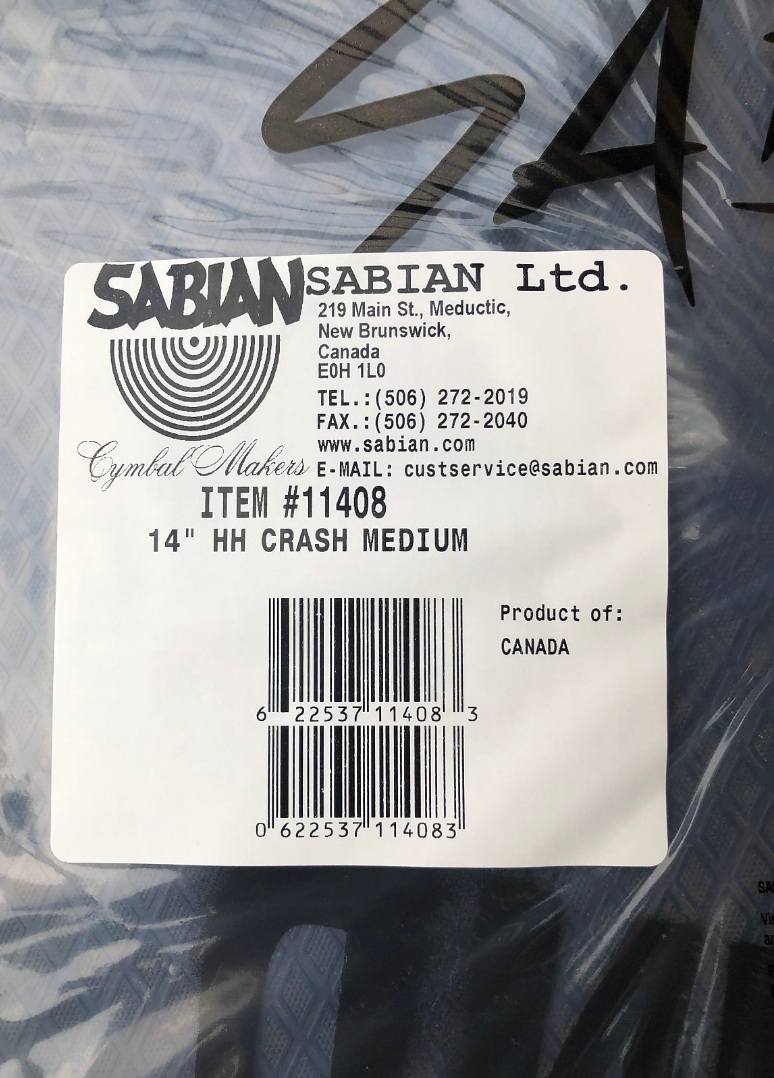 SA
SABIAN SABIAN Ltd.
219 Main St., Meductic,
New Brunswick,
Canada
E0H 1L0
TEL.:(506) 272-2019
FAX.:(506) 272-2040
www.sabian.com
Cymbal Makers E-MAIL: custservice@sabian.com
ITEM #11408
14" HH CRASH MEDIUM
Product of:
CANADA
6 22537 11408 3
0 622537 114083
SA